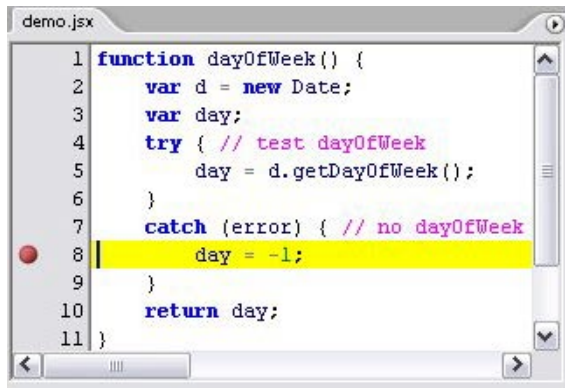 demo.jsx
1 function dayOfWeek() {
2 var d = new Date;
3 var day;
4 try { // test dayOfWeek
5 day = d.getDayOfWeek();
6 }
7 catch (error) { // no dayOfWeek
8 day = -1;
9 }
10 return day;
11 }